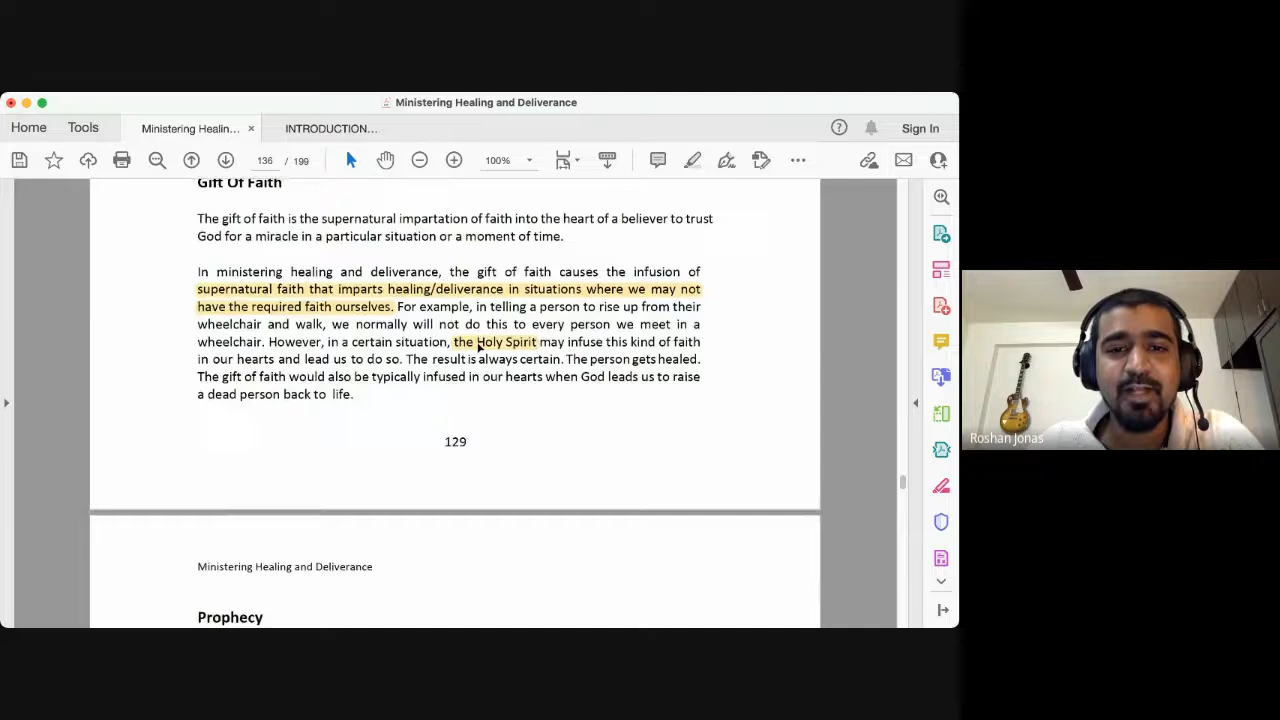 Ministering Healing and Deliverance
Home Tools Ministering Healin... × INTRODUCTION... Sign In
136 / 199 100%
Gift Of Faith
The gift of faith is the supernatural impartation of faith into the heart of a believer to trust
God for a miracle in a particular situation or a moment of time.
In ministering healing and deliverance, the gift of faith causes the infusion of
supernatural faith that imparts healing/deliverance in situations where we may not
have the required faith ourselves. For example, in telling a person to rise up from their
wheelchair and walk, we normally will not do this to every person we meet in a
wheelchair. However, in a certain situation, the Holy Spirit may infuse this kind of faith
in our hearts and lead us to do so. The result is always certain. The person gets healed.
The gift of faith would also be typically infused in our hearts when God leads us to raise
a dead person back to life.
129
Ministering Healing and Deliverance
Prophecy
Roshan Jonas